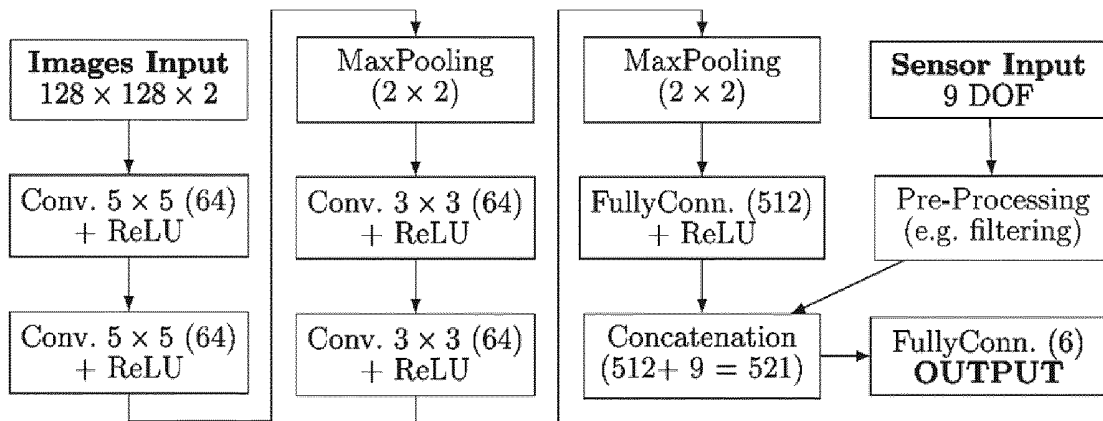 Images Input
128 × 128 × 2
Conv. 5 × 5 (64)
+ ReLU
Conv. 5 × 5 (64)
+ ReLU
MaxPooling
(2 × 2)
Conv. 3 × 3 (64)
+ ReLU
Conv. 3 × 3 (64)
+ ReLU
MaxPooling
(2 × 2)
FullyConn. (512)
+ ReLU
Concatenation
(512+ 9 = 521)
Sensor Input
9 DOF
Pre-Processing
(e.g. filtering)
FullyConn. (6)
OUTPUT